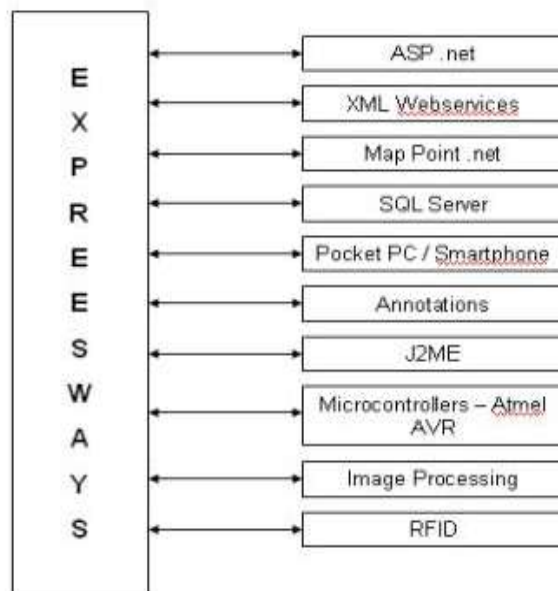 E
X
P
R
E
E
S
W
A
Y
S
ASP .net
XML Webservices
Map Point .net
SQL Server
Pocket PC / Smartphone
Annotations
J2ME
Microcontrollers – Atmel
AVR
Image Processing
RFID